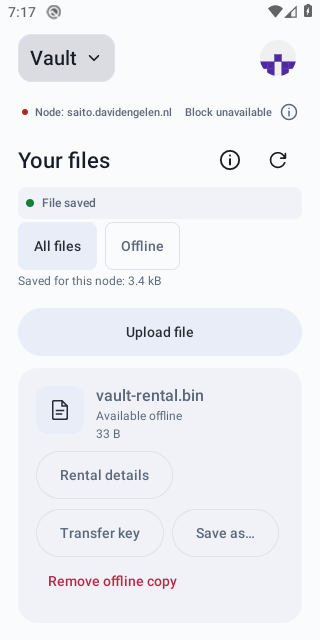 7:17
Vault
Node: saito.davidengelen.nl Block unavailable
Your files
File saved
All files Offline
Saved for this node: 3.4 kB
Upload file
vault-rental.bin
Available offline
33 B
Rental details
Transfer key Save as...
Remove offline copy